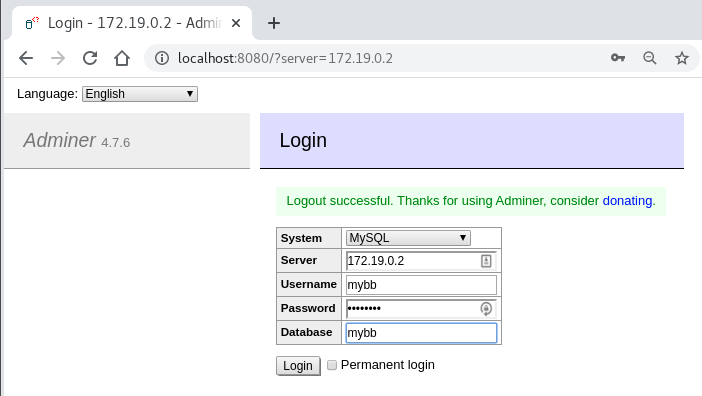 Login - 172.19.0.2 - Admin
localhost:8080/?server=172.19.0.2
Language: English
Adminer 4.7.6
Login
Logout successful. Thanks for using Adminer, consider donating.
System MySQL
Server 172.19.0.2
Username mybb
Password ••••••••
Database mybb
Login Permanent login